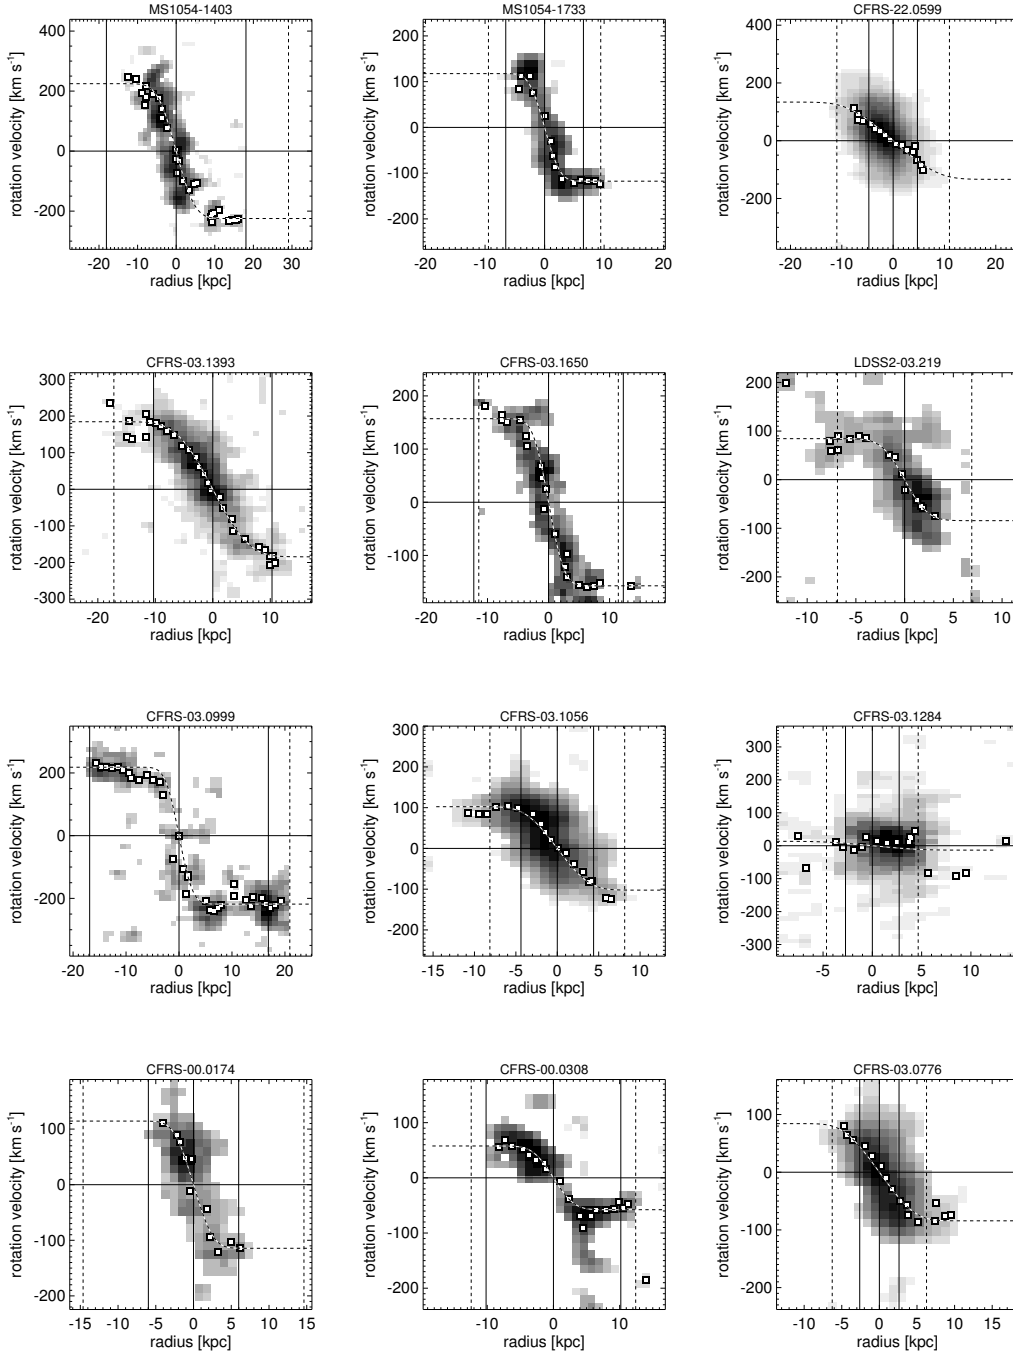 MS1054-1403
MS1054-1733
CFRS-22.0599
400
200
0
-200
rotation velocity [km s-1]
-20 -10 0 10 20 30
radius [kpc]
200
100
0
-100
-200
rotation velocity [km s-1]
-20 -10 0 10 20
radius [kpc]
200
0
-200
rotation velocity [km s-1]
-20 -10 0 10 20
radius [kpc]
CFRS-03.1393
CFRS-03.1650
LDSS2-03.219
300
200
100
0
-100
-200
-300
rotation velocity [km s-1]
-20 -10 0 10
radius [kpc]
200
100
0
-100
rotation velocity [km s-1]
-20 -10 0 10
radius [kpc]
200
100
0
-100
-200
rotation velocity [km s-1]
-10 -5 0 5
radius [kpc]
CFRS-03.0999
CFRS-03.1056
CFRS-03.1284
200
0
-200
rotation velocity [km s-1]
-20 -10 0 10 20
radius [kpc]
300
200
100
0
-100
-200
rotation velocity [km s-1]
-15 -10 -5 0 5 10
radius [kpc]
300
200
100
0
-100
-200
-300
rotation velocity [km s-1]
-5 0 5 10
radius [kpc]
CFRS-00.0174
CFRS-00.0308
CFRS-03.0776
100
0
-100
-200
rotation velocity [km s-1]
-15 -10 -5 0 5 10 15
radius [kpc]
100
0
-100
-200
rotation velocity [km s-1]
-20 -10 0 10
radius [kpc]
100
0
-100
-200
rotation velocity [km s-1]
-10 -5 0 5 10 15
radius [kpc]